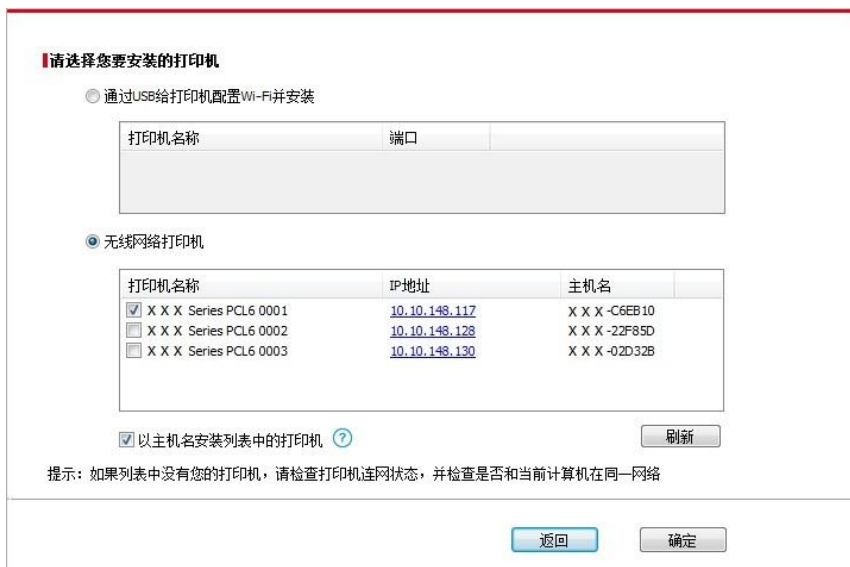 请选择您要安装的打印机
通过USB给打印机配置Wi-Fi并安装
打印机名称 端口
无线网络打印机
打印机名称 IP地址 主机名
X X X Series PCL6 0001 10.10.148.117 X X X -C6EB10
X X X Series PCL6 0002 10.10.148.128 X X X -22F85D
X X X Series PCL6 0003 10.10.148.130 X X X -02D32B
以主机名安装列表中的打印机 ? 刷新
提示：如果列表中没有您的打印机，请检查打印机连网状态，并检查是否和当前计算机在同一网络
返回 确定